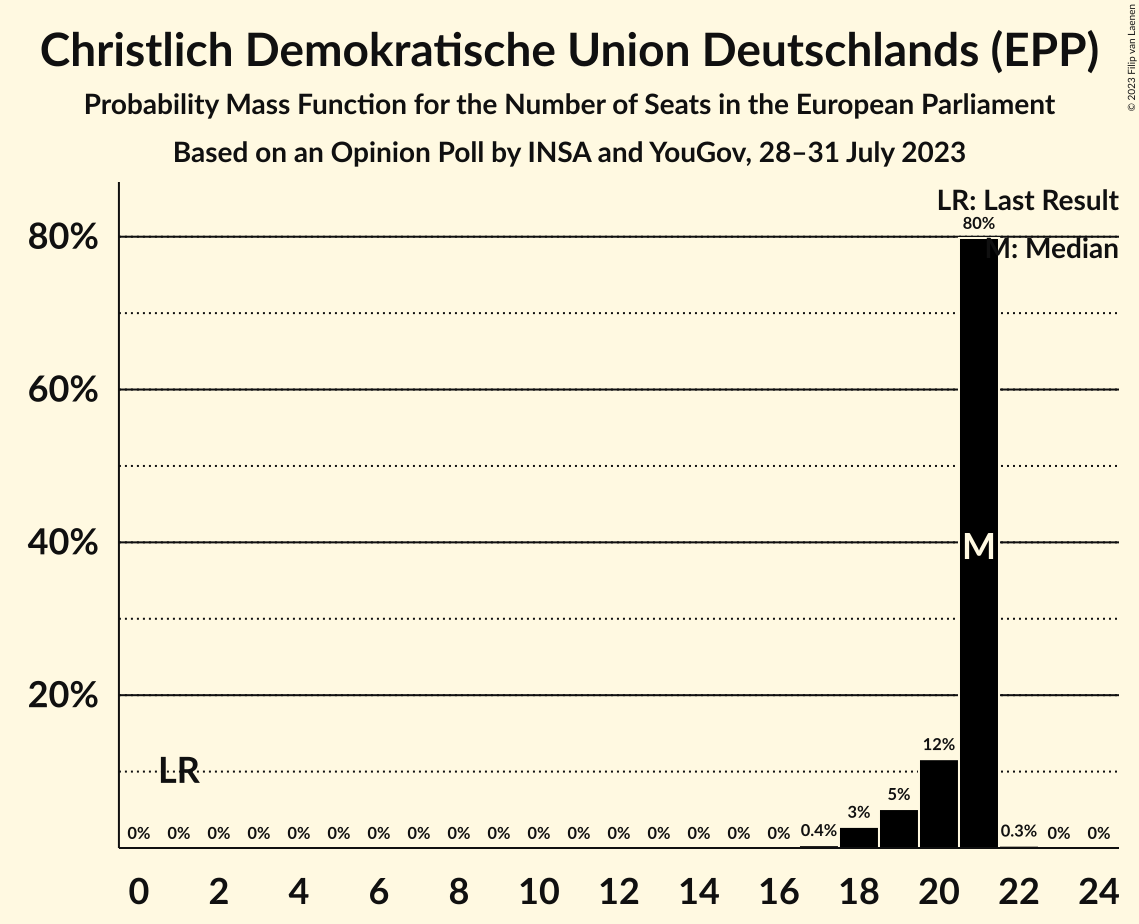 Christlich Demokratische Union Deutschlands (EPP)
Probability Mass Function for the Number of Seats in the European Parliament
Based on an Opinion Poll by INSA and YouGov, 28–31 July 2023
© 2023 Filip van Laenen
LR: Last Result
M: Median
80%
80%
60%
40%
M
20%
LR
0% 0% 0% 0% 0% 0% 0% 0% 0% 0% 0% 0% 0% 0% 0% 0% 0% 0.4% 3% 5% 12% 0.3% 0% 0%
0 2 4 6 8 10 12 14 16 18 20 22 24